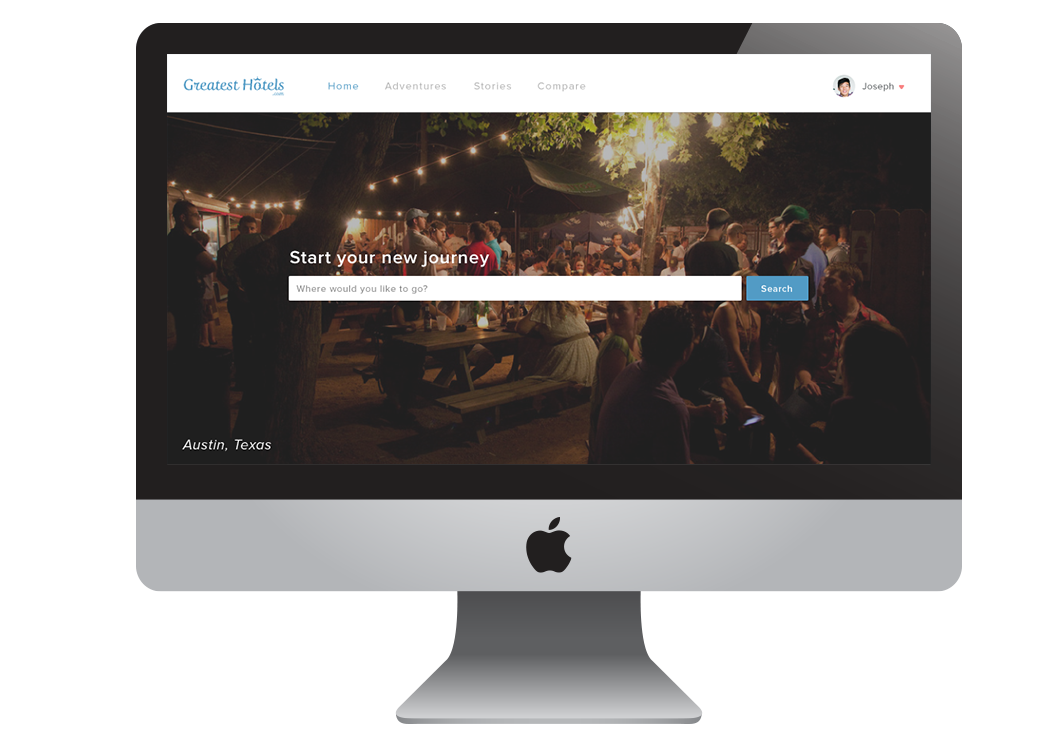 Greatest Hôtels
.com
Home
Adventures
Stories
Compare
Joseph ♥
Start your new journey
Where would you like to go?
Search
Austin, Texas